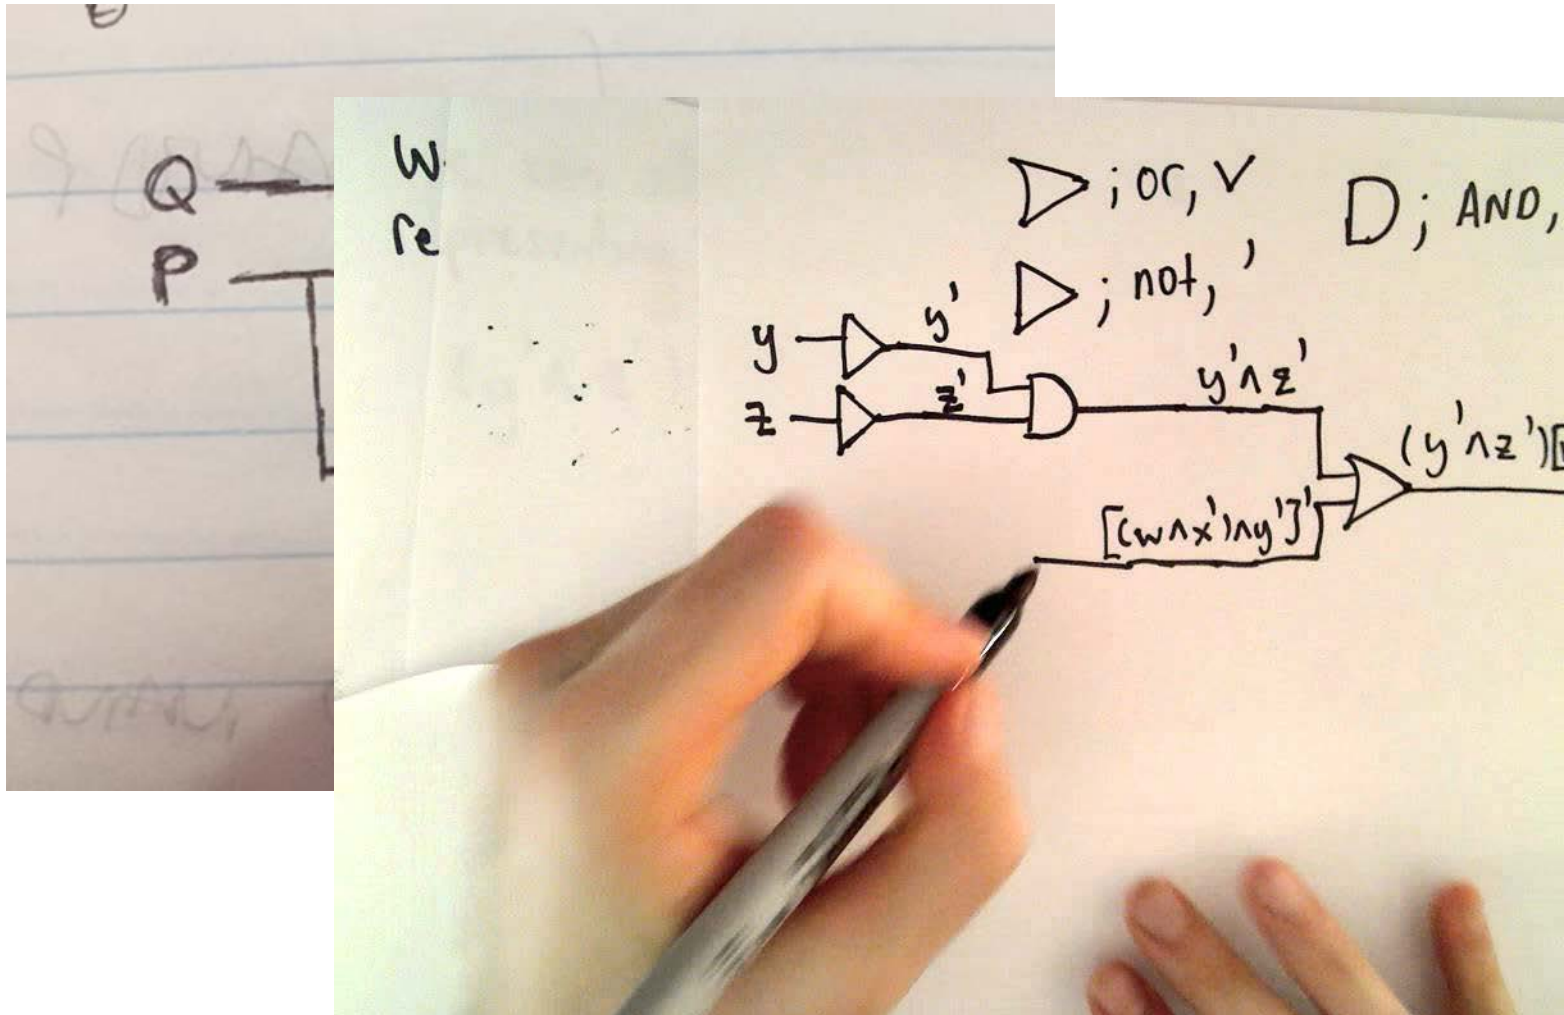 Q
P
W
re
; or, ∨
D; AND,
; not, '
y
y'
z
z'
y'∧z'
(y'∧z')[
[(w∧x')∧y']'